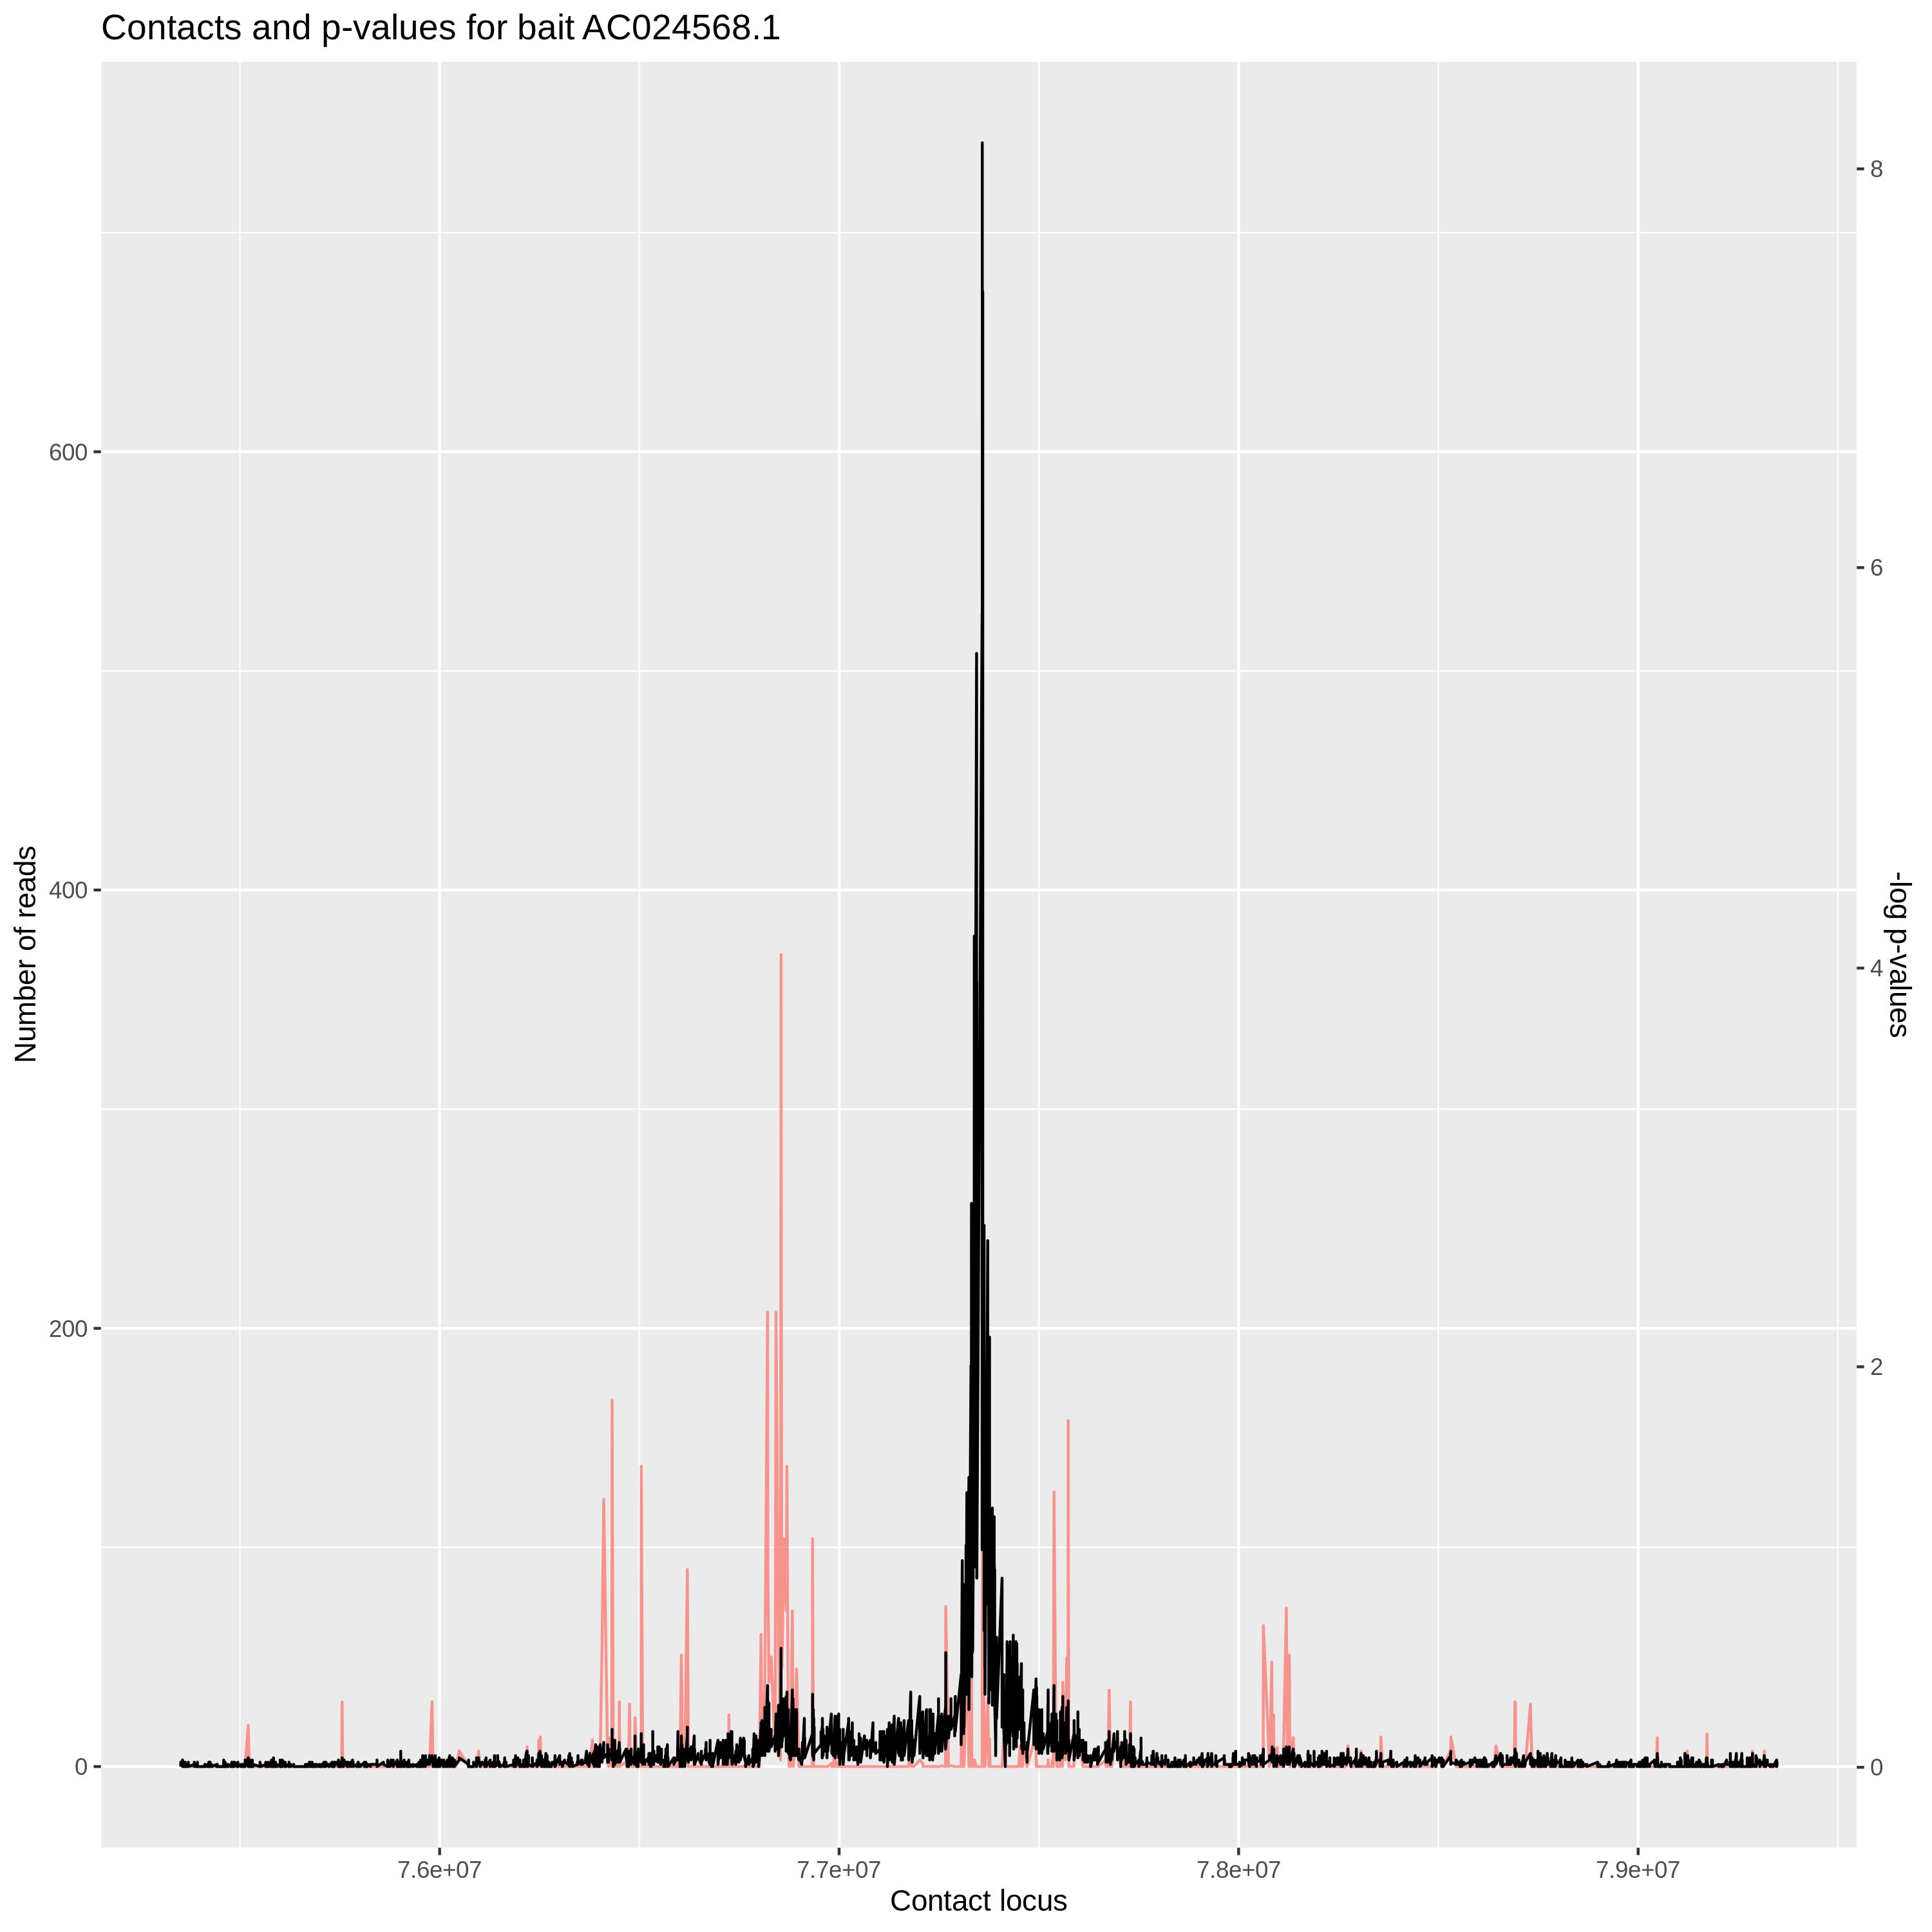 Contacts and p-values for bait AC024568.1
8
600
6
Number of reads
400
4
-log p-values
200
2
0
0
7.6e+07
7.7e+07
7.8e+07
7.9e+07
Contact locus